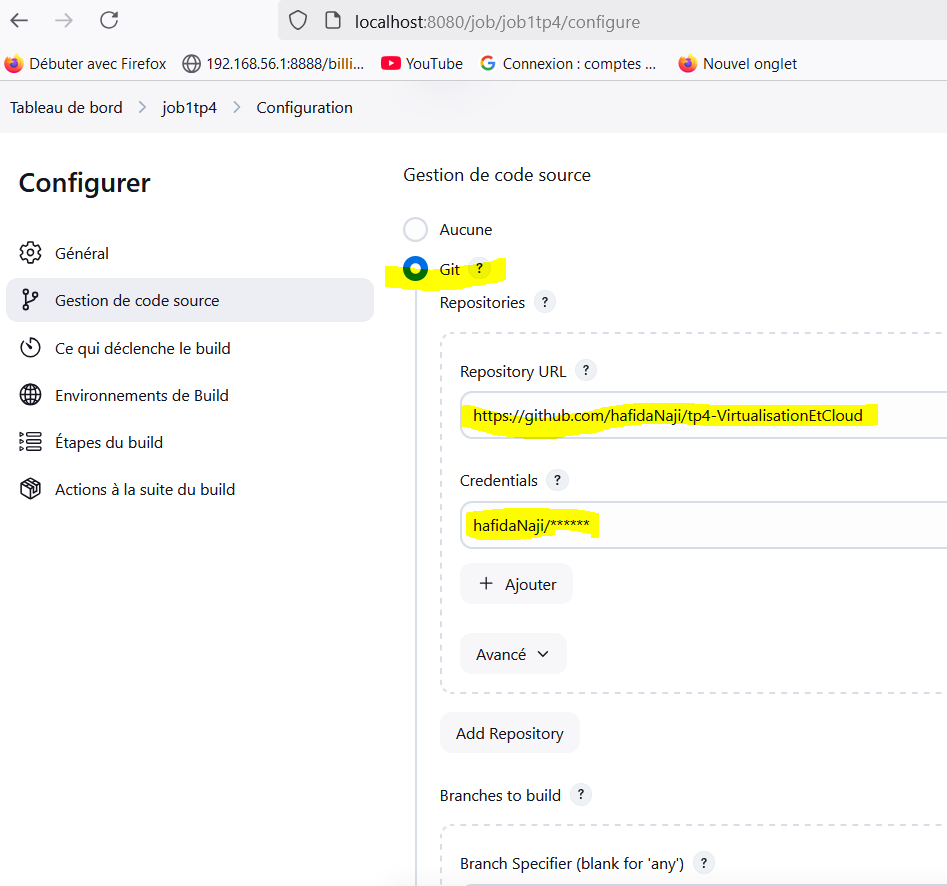 localhost:8080/job/job1tp4/configure
Débuter avec Firefox 192.168.56.1:8888/billi... YouTube Connexion : comptes ... Nouvel onglet
Tableau de bord > job1tp4 > Configuration
Configurer
Général
Gestion de code source
Ce qui déclenche le build
Environnements de Build
Étapes du build
Actions à la suite du build
Gestion de code source
Aucune
Git ?
Repositories ?
Repository URL ?
https://github.com/hafidaNaji/tp4-VirtualisationEtCloud
Credentials ?
hafidaNaji/******
+ Ajouter
Avancé
Add Repository
Branches to build ?
Branch Specifier (blank for 'any') ?